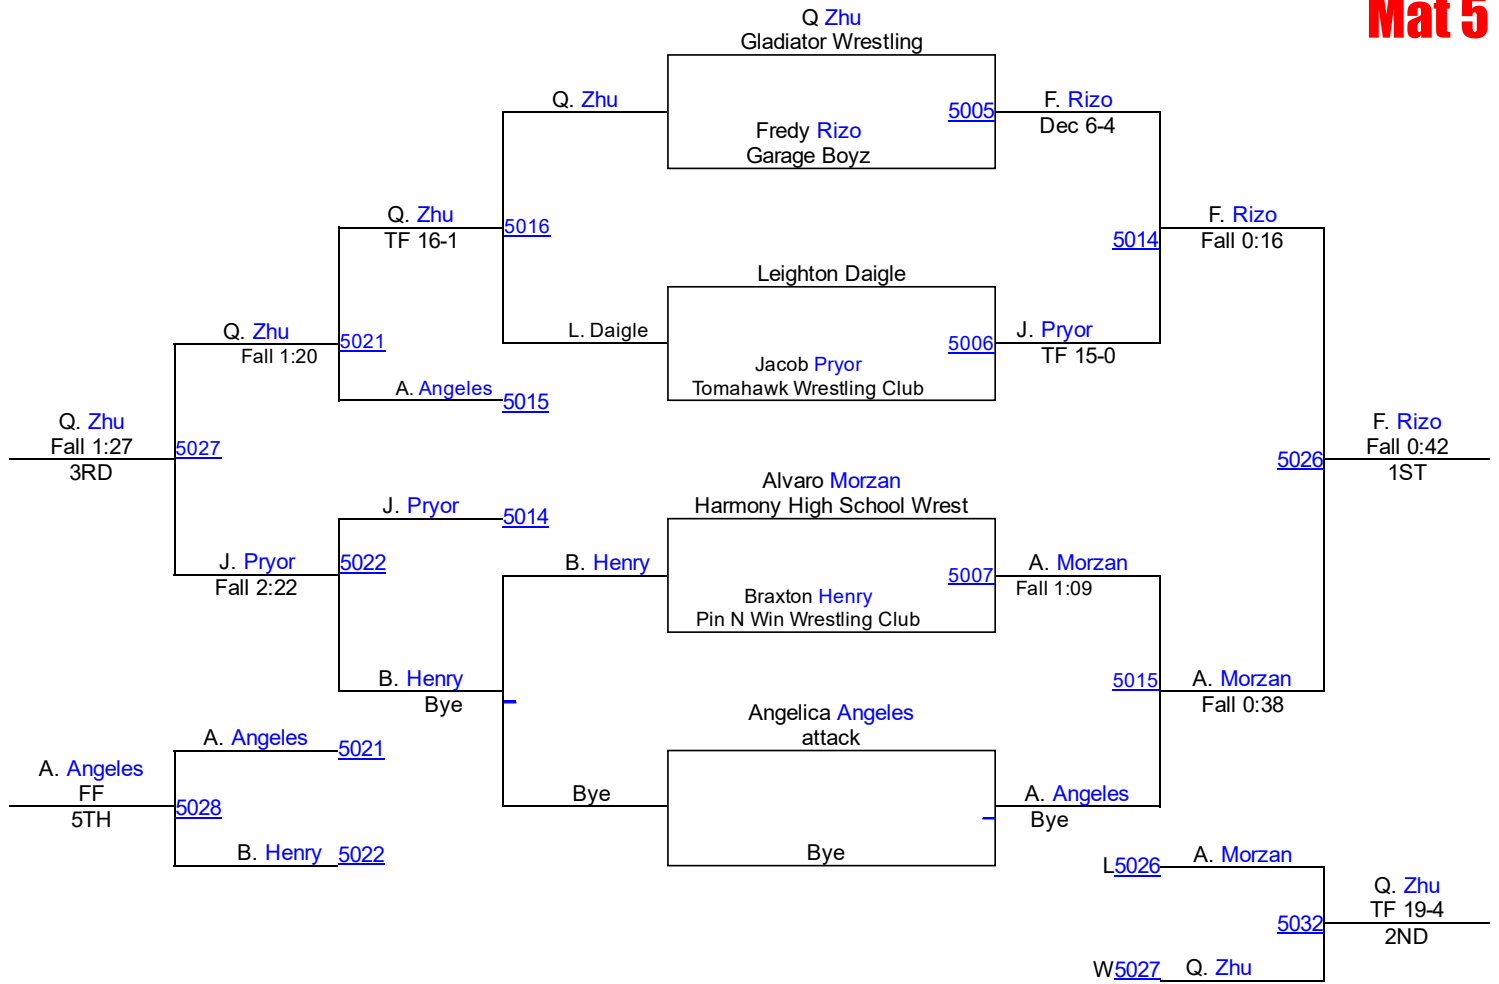 Mat 5
Q Zhu
Gladiator Wrestling
Q. Zhu
5005
F. Rizo
Dec 6-4
Fredy Rizo
Garage Boyz
Q. Zhu
TF 16-1
5016
F. Rizo
Fall 0:16
5014
Leighton Daigle
Q. Zhu
Fall 1:20
5021
L. Daigle
5006
J. Pryor
TF 15-0
Jacob Pryor
Tomahawk Wrestling Club
A. Angeles
5015
Q. Zhu
Fall 1:27
3RD
5027
F. Rizo
Fall 0:42
1ST
5026
Alvaro Morzan
Harmony High School Wrest
J. Pryor
5014
J. Pryor
Fall 2:22
5022
B. Henry
5007
A. Morzan
Fall 1:09
Braxton Henry
Pin N Win Wrestling Club
B. Henry
Bye
5015
A. Morzan
Fall 0:38
Angelica Angeles
attack
A. Angeles
5021
A. Angeles
FF
5TH
5028
Bye
A. Angeles
Bye
B. Henry
5022
Bye
L5026
A. Morzan
Q. Zhu
TF 19-4
2ND
5032
W5027
Q. Zhu